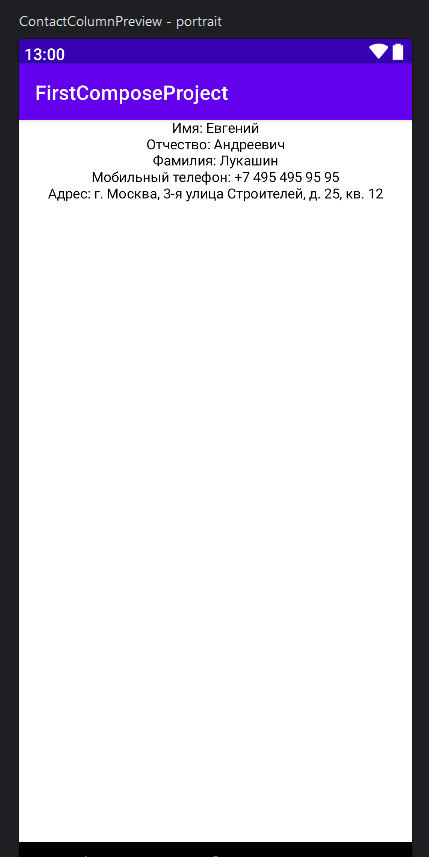 ContactColumnPreview - portrait
13:00
FirstComposeProject
Имя: Евгений
Отчество: Андреевич
Фамилия: Лукашин
Мобильный телефон: +7 495 495 95 95
Адрес: г. Москва, 3-я улица Строителей, д. 25, кв. 12